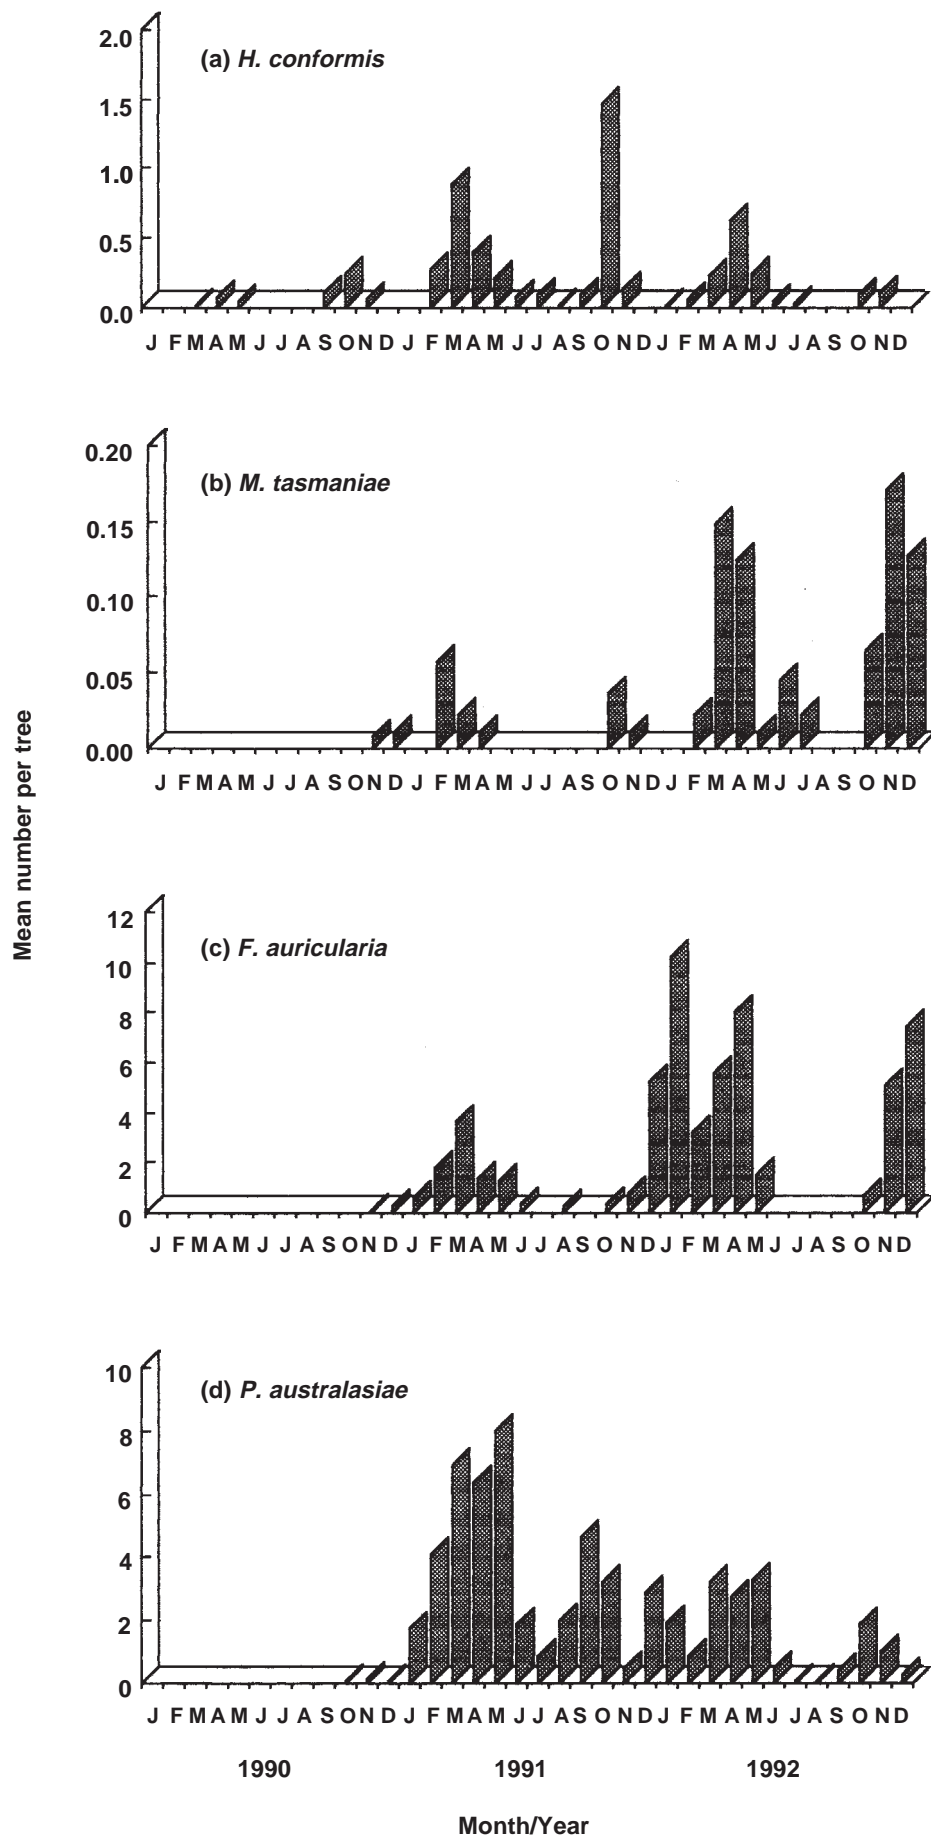 2.0
(a) H. conformis
1.5
1.0
0.5
0.0
J F M A M J J A S O N D J F M A M J J A S O N D J F M A M J J A S O N D
0.20
(b) M. tasmaniae
0.15
0.10
0.05
0.00
J F M A M J J A S O N D J F M A M J J A S O N D J F M A M J J A S O N D
Mean number per tree
12
(c) F. auricularia
10
8
6
4
2
0
J F M A M J J A S O N D J F M A M J J A S O N D J F M A M J J A S O N D
10
(d) P. australasiae
8
6
4
2
0
J F M A M J J A S O N D J F M A M J J A S O N D J F M A M J J A S O N D
1990 1991 1992
Month/Year